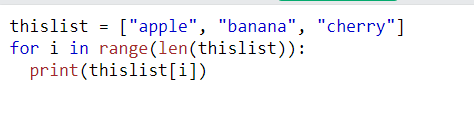 thislist = ["apple", "banana", "cherry"]
for i in range(len(thislist)):
  print(thislist[i])